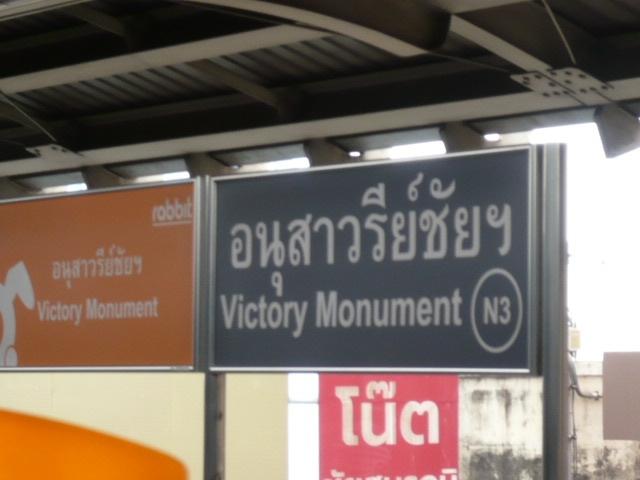 rabbit
อนุสาวรีย์ชัยฯ
Victory Monument
อนุสาวรีย์ชัยฯ
Victory Monument N3
โน๊ต